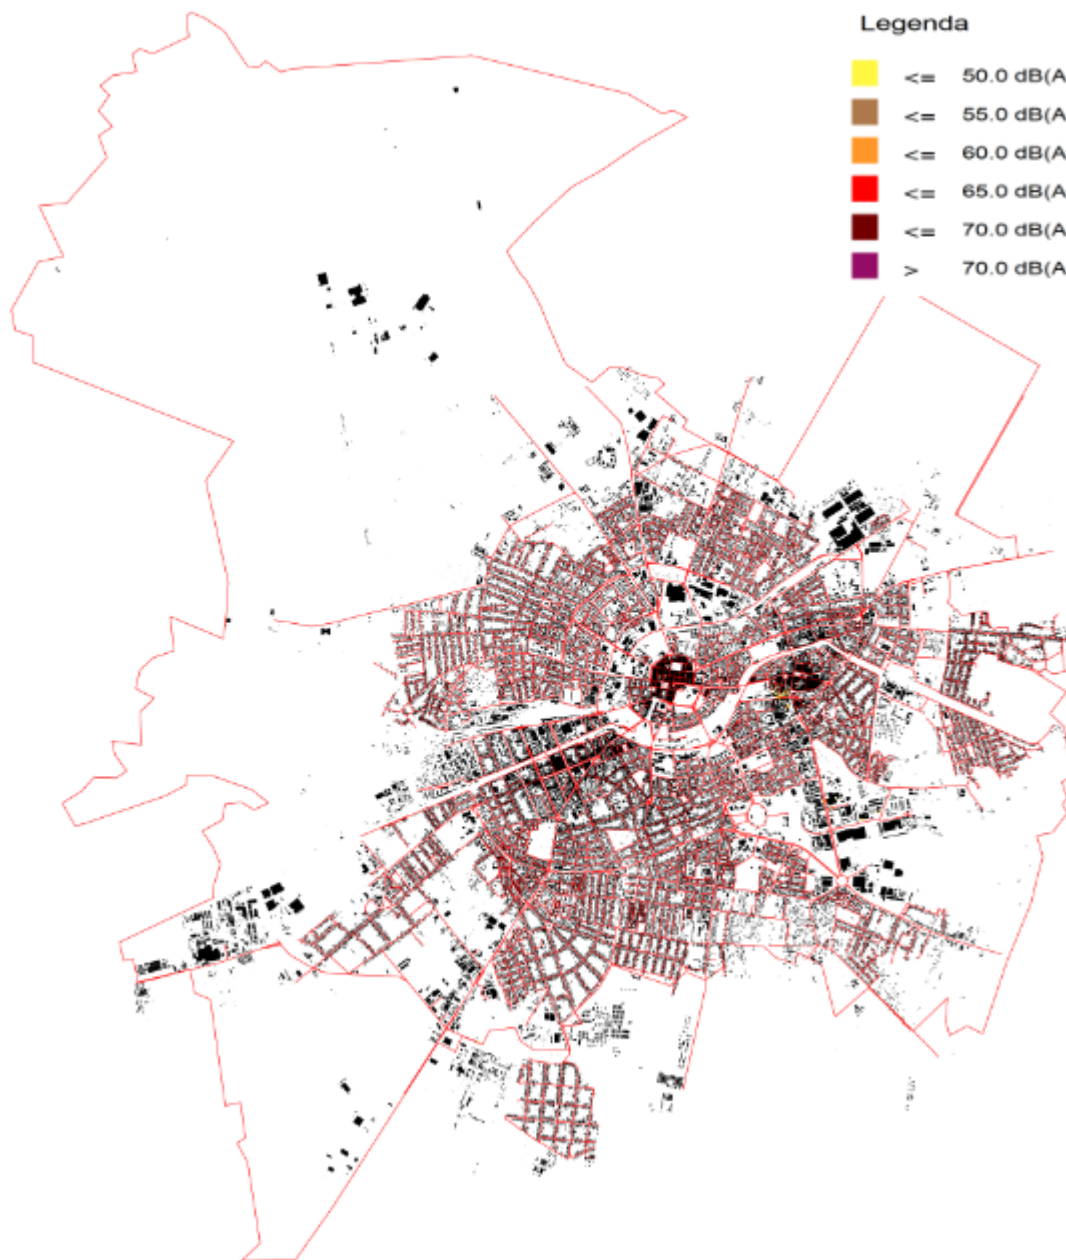 Legenda
<= 50.0 dB(A
<= 55.0 dB(A
<= 60.0 dB(A
<= 65.0 dB(A
<= 70.0 dB(A
> 70.0 dB(A